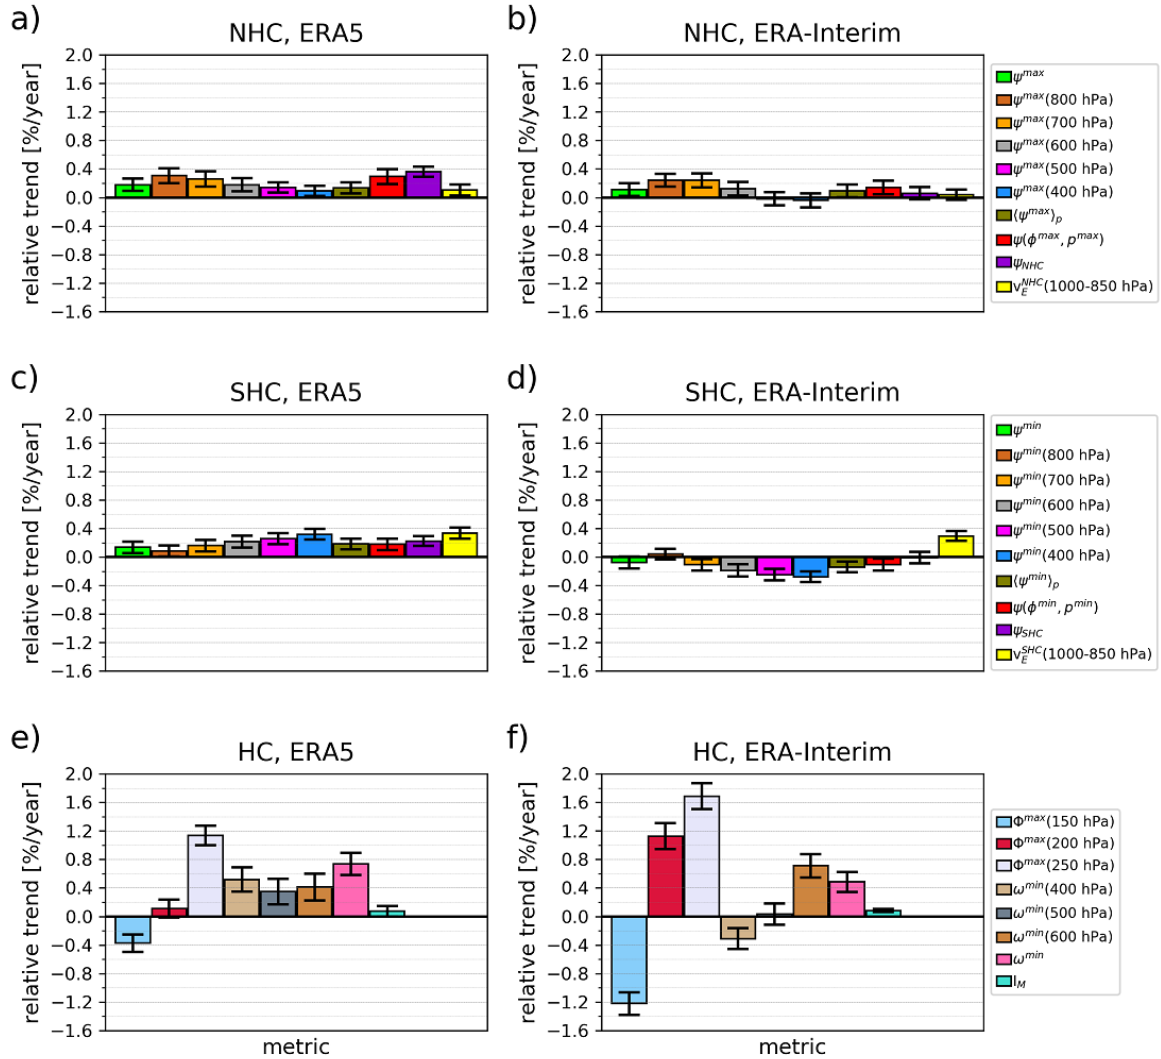 a)
NHC, ERA5
relative trend [%/year]
2.0
1.6
1.2
0.8
0.4
0.0
−0.4
−0.8
−1.2
−1.6
b)
NHC, ERA-Interim
relative trend [%/year]
2.0
1.6
1.2
0.8
0.4
0.0
−0.4
−0.8
−1.2
−1.6
ψ^max
ψ^max(800 hPa)
ψ^max(700 hPa)
ψ^max(600 hPa)
ψ^max(500 hPa)
ψ^max(400 hPa)
⟨ψ^max⟩_p
ψ(ϕ^max, p^max)
ψ_NHC
v_E^NHC(1000-850 hPa)
c)
SHC, ERA5
relative trend [%/year]
2.0
1.6
1.2
0.8
0.4
0.0
−0.4
−0.8
−1.2
−1.6
d)
SHC, ERA-Interim
relative trend [%/year]
2.0
1.6
1.2
0.8
0.4
0.0
−0.4
−0.8
−1.2
−1.6
ψ^min
ψ^min(800 hPa)
ψ^min(700 hPa)
ψ^min(600 hPa)
ψ^min(500 hPa)
ψ^min(400 hPa)
⟨ψ^min⟩_p
ψ(ϕ^min, p^min)
ψ_SHC
v_E^SHC(1000-850 hPa)
e)
HC, ERA5
relative trend [%/year]
2.0
1.6
1.2
0.8
0.4
0.0
−0.4
−0.8
−1.2
−1.6
metric
f)
HC, ERA-Interim
relative trend [%/year]
2.0
1.6
1.2
0.8
0.4
0.0
−0.4
−0.8
−1.2
−1.6
metric
Φ^max(150 hPa)
Φ^max(200 hPa)
Φ^max(250 hPa)
ω^min(400 hPa)
ω^min(500 hPa)
ω^min(600 hPa)
ω^min
I_M